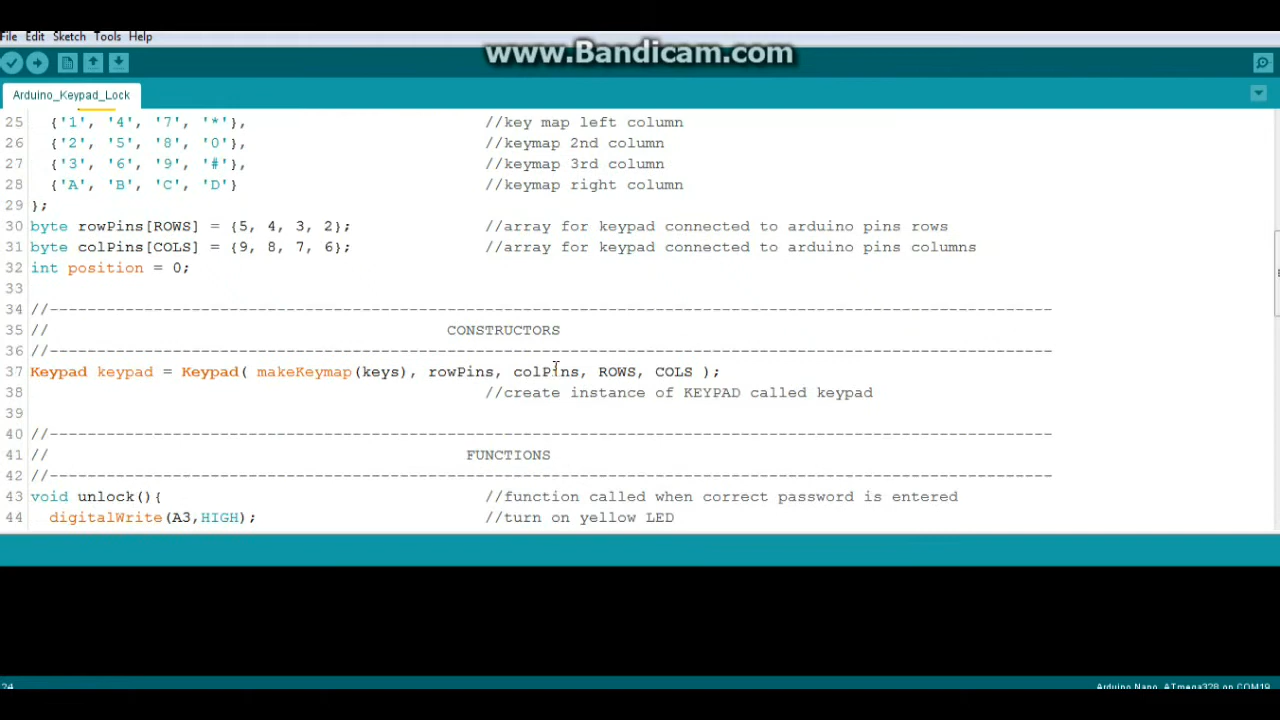 File Edit Sketch Tools Help
www.Bandicam.com
Arduino_Keypad_Lock
25 {'1', '4', '7', '*'}, //key map left column
26 {'2', '5', '8', '0'}, //keymap 2nd column
27 {'3', '6', '9', '#'}, //keymap 3rd column
28 {'A', 'B', 'C', 'D'} //keymap right column
29 };
30 byte rowPins[ROWS] = {5, 4, 3, 2}; //array for keypad connected to arduino pins rows
31 byte colPins[COLS] = {9, 8, 7, 6}; //array for keypad connected to arduino pins columns
32 int position = 0;
33
34 //----------------------------------------------------------------------------------------------------------
35 // CONSTRUCTORS
36 //----------------------------------------------------------------------------------------------------------
37 Keypad keypad = Keypad( makeKeymap(keys), rowPins, colPins, ROWS, COLS );
38 //create instance of KEYPAD called keypad
39
40 //----------------------------------------------------------------------------------------------------------
41 // FUNCTIONS
42 //----------------------------------------------------------------------------------------------------------
43 void unlock(){ //function called when correct password is entered
44 digitalWrite(A3,HIGH); //turn on yellow LED
24 Arduino Nano, ATmega328 on COM19